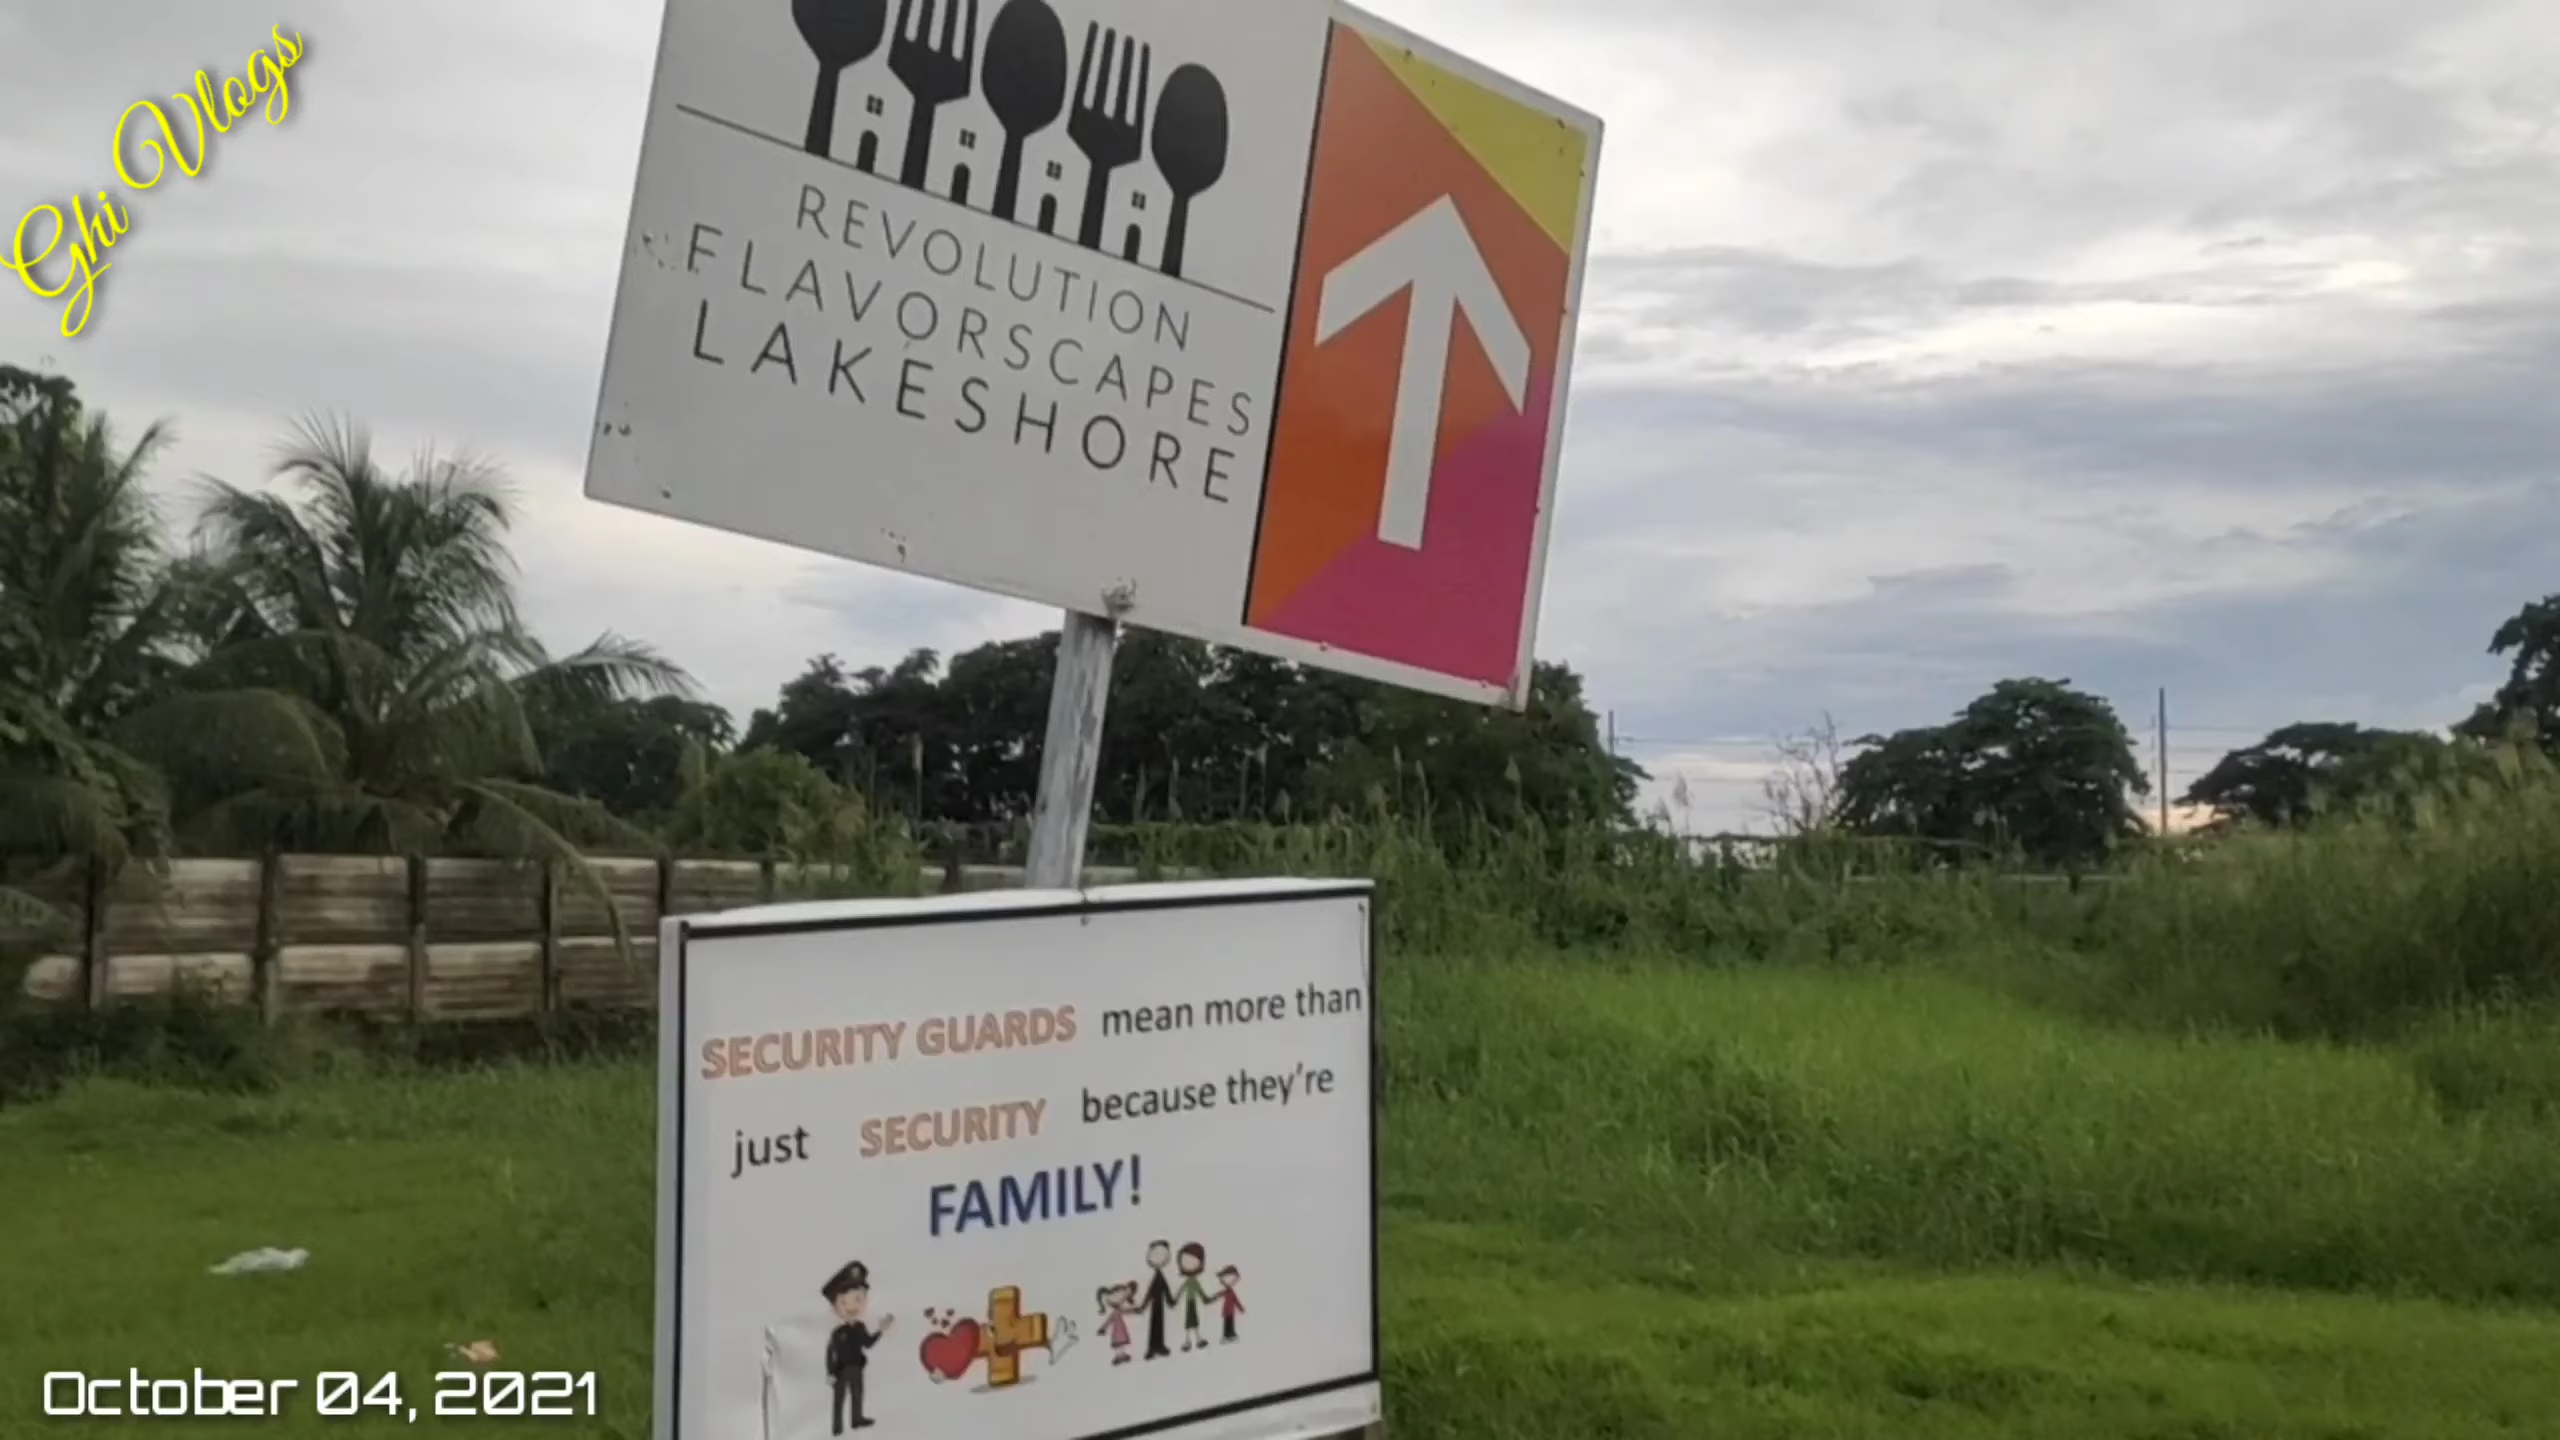 Ghi Vlogs
REVOLUTION
FLAVORSCAPES
LAKESHORE
SECURITY GUARDS mean more than
just SECURITY because they're
FAMILY!
October 04, 2021